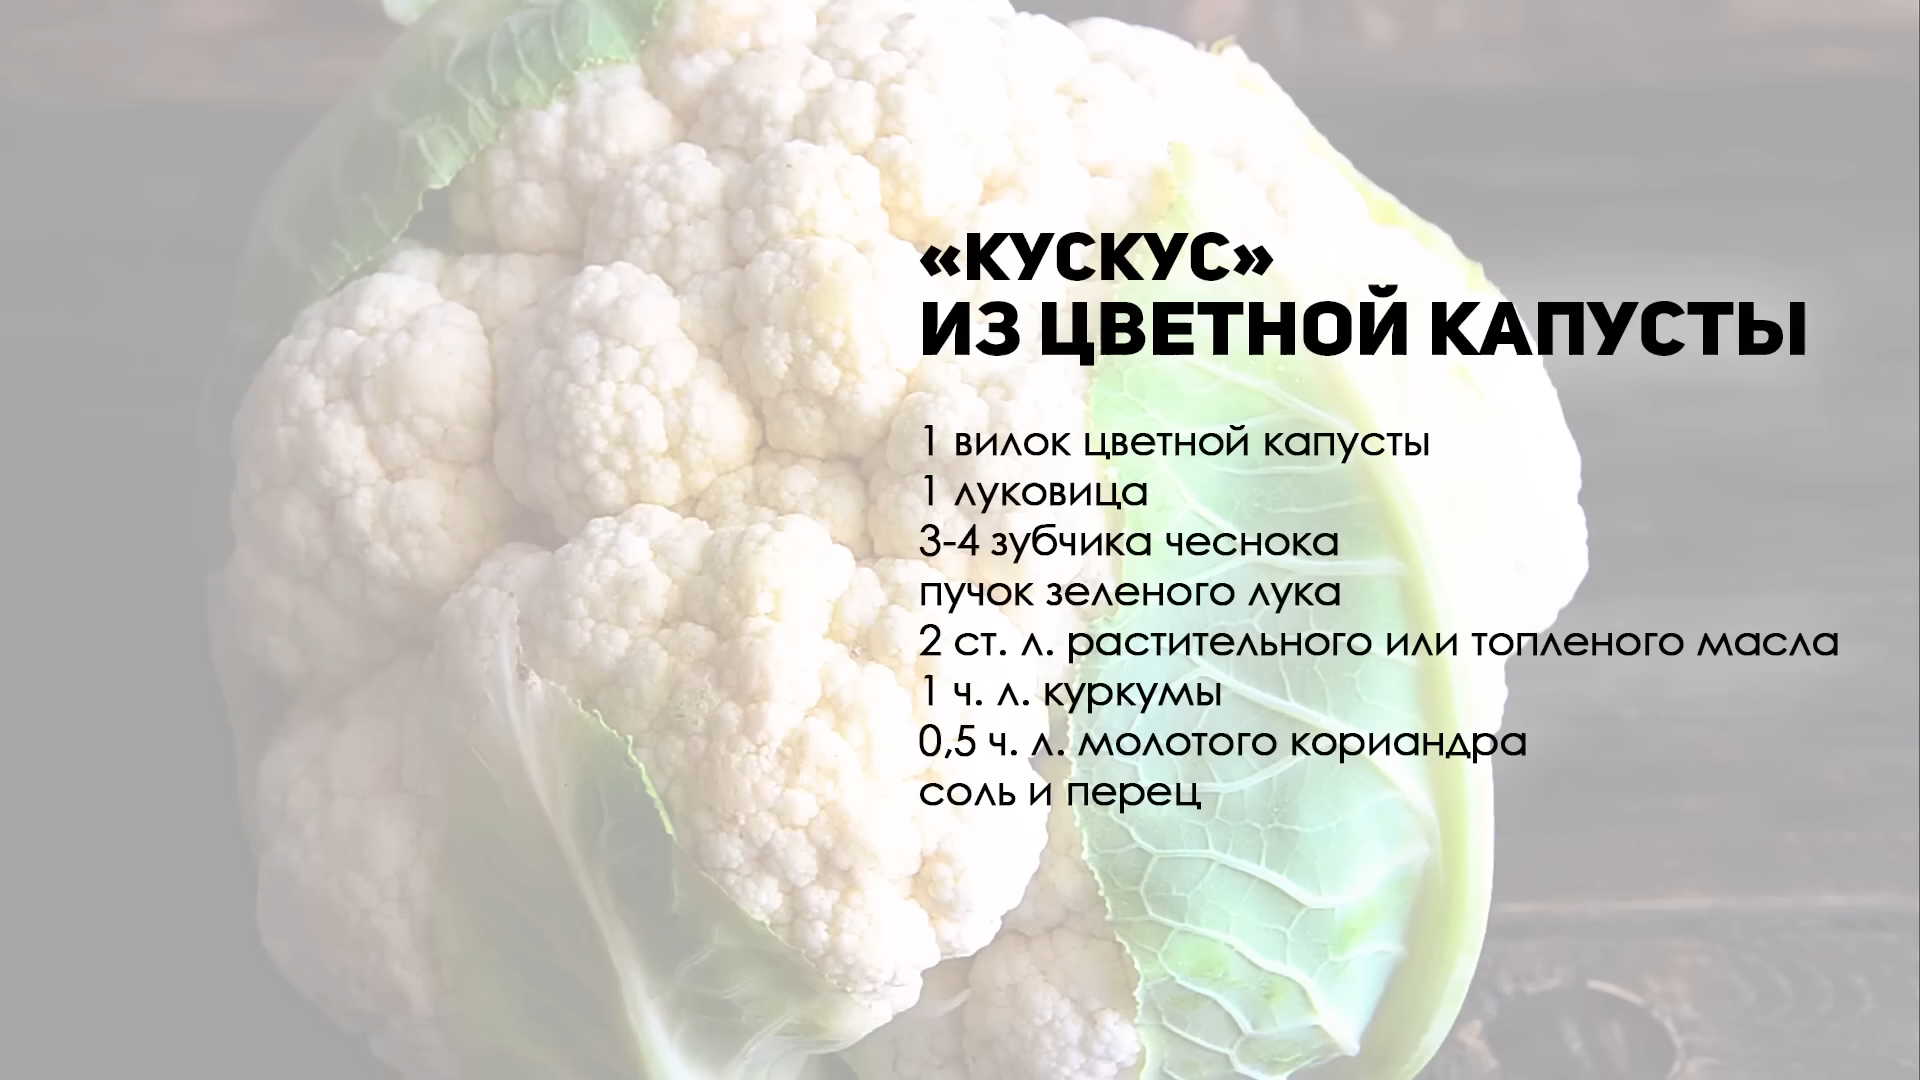 «КУСКУС»
ИЗ ЦВЕТНОЙ КАПУСТЫ
1 вилок цветной капусты
1 луковица
3-4 зубчика чеснока
пучок зеленого лука
2 ст. л. растительного или топленого масла
1 ч. л. куркумы
0,5 ч. л. молотого кориандра
соль и перец